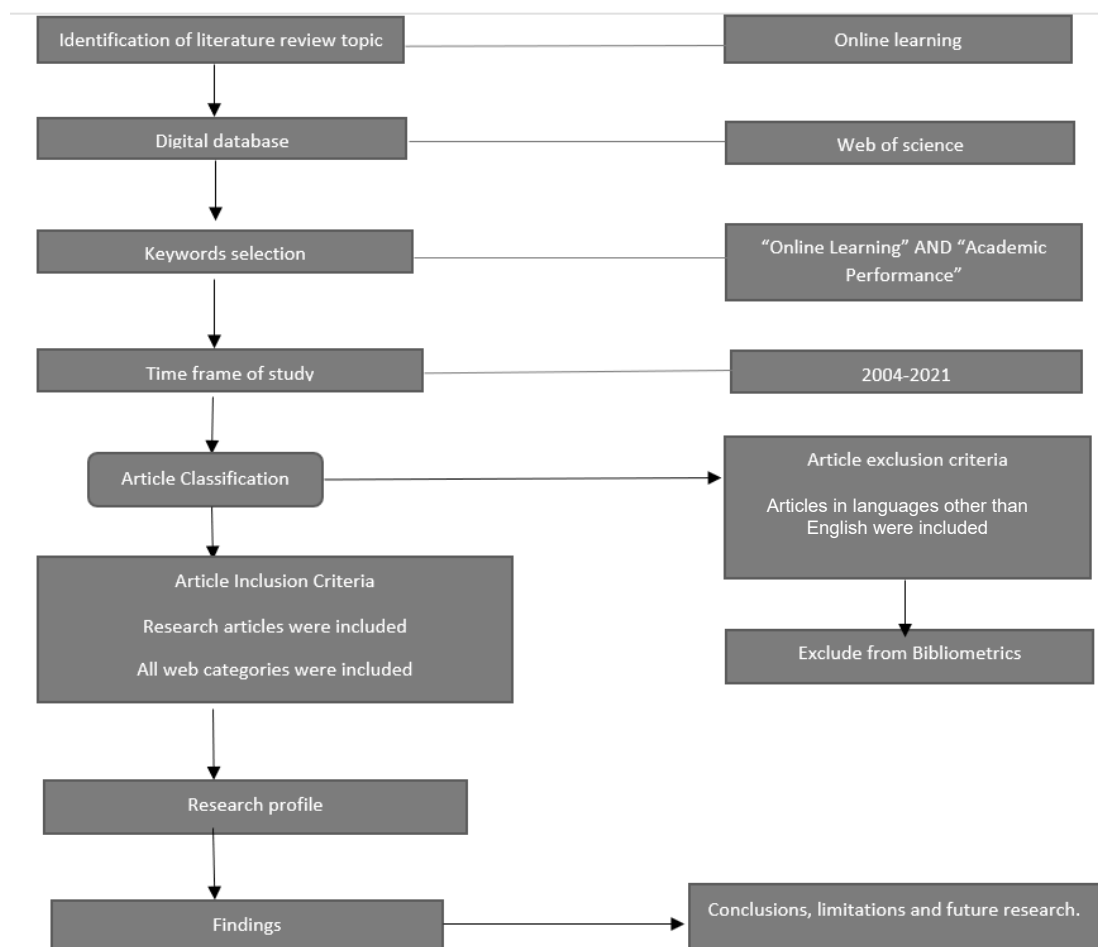 Identification of literature review topic
Online learning
Digital database
Web of science
Keywords selection
“Online Learning” AND “Academic
Performance”
Time frame of study
2004-2021
Article Classification
Article exclusion criteria
Articles in languages other than
English were included
Article Inclusion Criteria
Research articles were included
All web categories were included
Exclude from Bibliometrics
Research profile
Findings
Conclusions, limitations and future research.